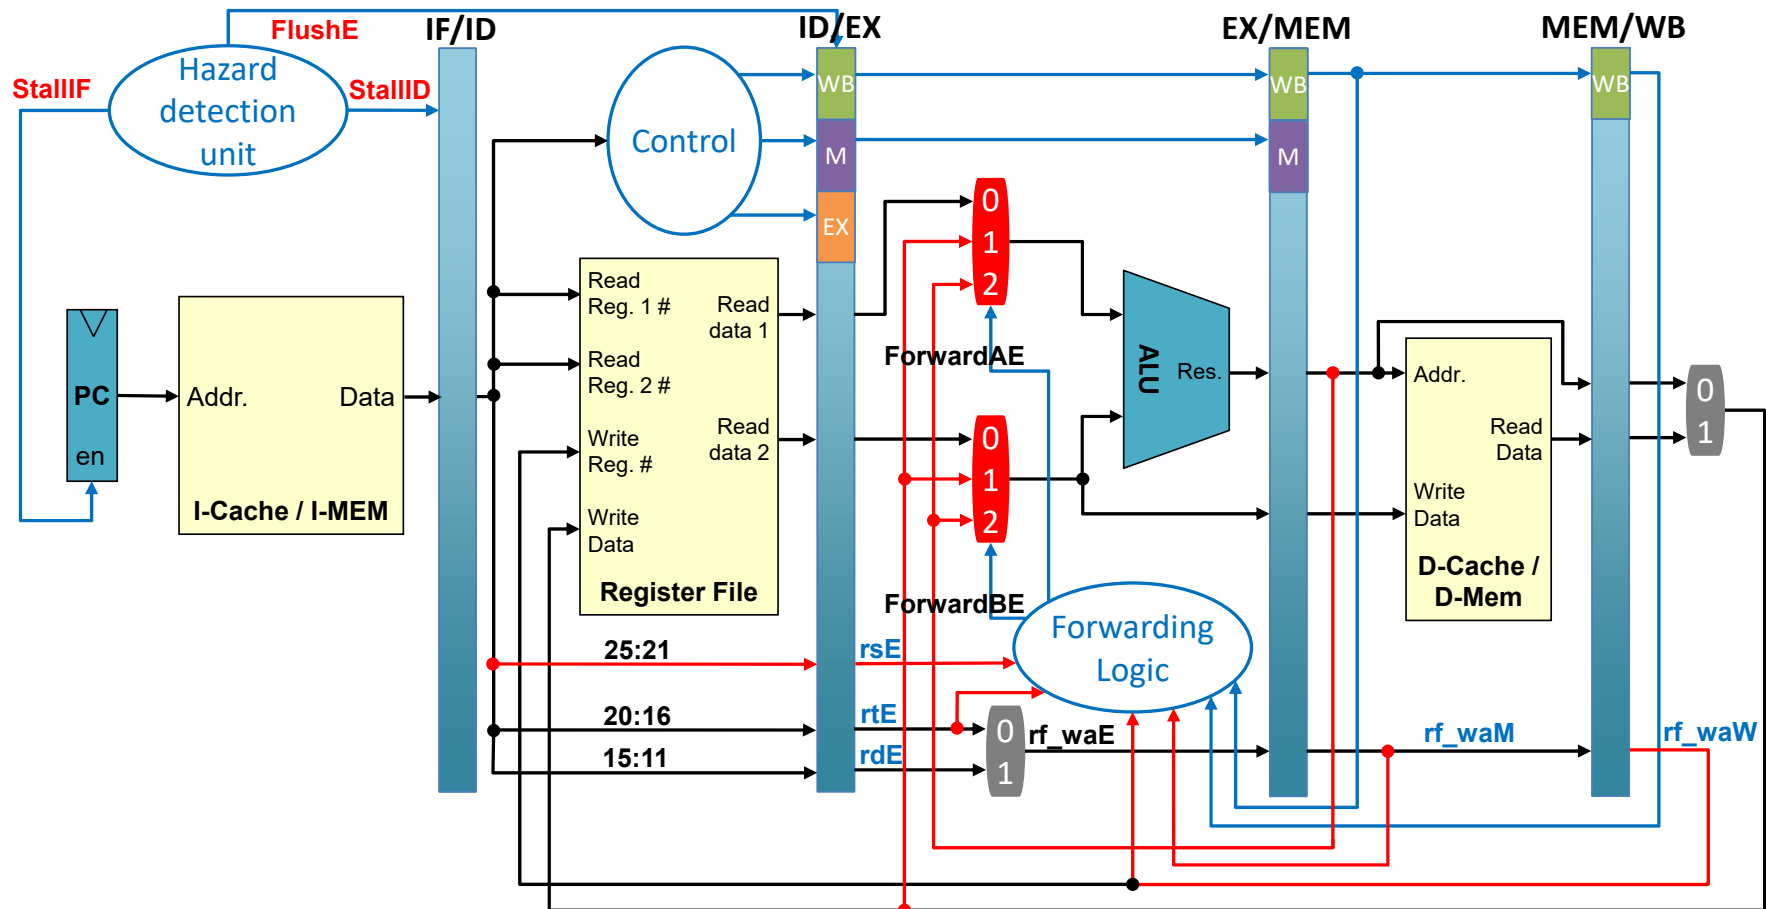 FlushE
IF/ID
ID/EX
EX/MEM
MEM/WB
StallIF
Hazard
detection
unit
StallID
Control
WB
M
EX
WB
M
WB
0
1
2
Read
Reg. 1 #
Read
data 1
Read
Reg. 2 #
Read
data 2
Write
Reg. #
Write
Data
Register File
PC
en
Addr.
Data
I-Cache / I-MEM
ForwardAE
ALU
Res.
0
1
2
ForwardBE
Addr.
Read
Data
Write
Data
D-Cache /
D-Mem
0
1
Forwarding
Logic
25:21
rsE
20:16
rtE
15:11
rdE
0
1
rf_waE
rf_waM
rf_waW